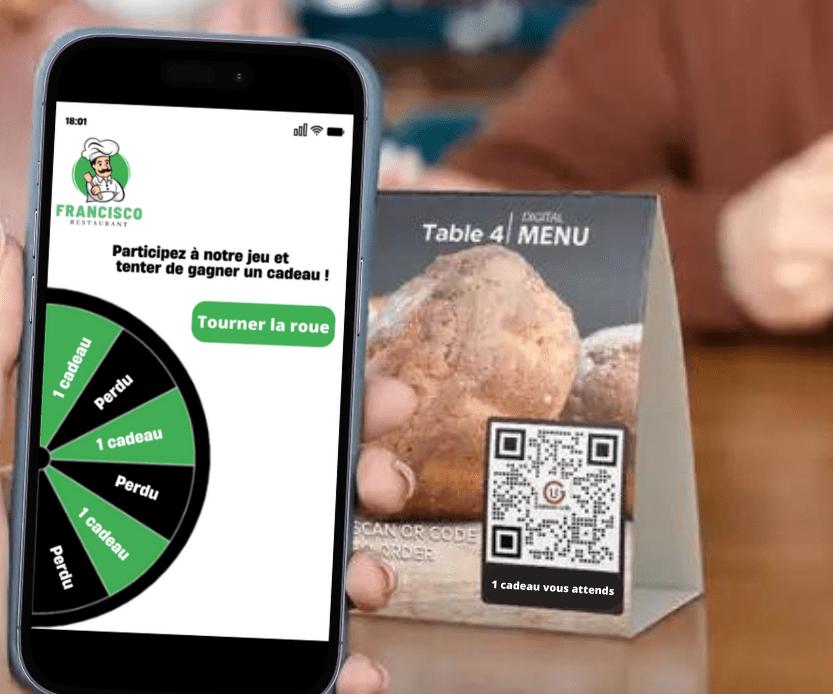 18:01
FRANCISCO
RESTAURANT
Participez à notre jeu et
tenter de gagner un cadeau !
Tourner la roue
1 cadeau
Perdu
1 cadeau
Perdu
1 cadeau
Perdu
Table 4
DIGITAL
MENU
SCAN QR CODE
ORDER
1 cadeau vous attends